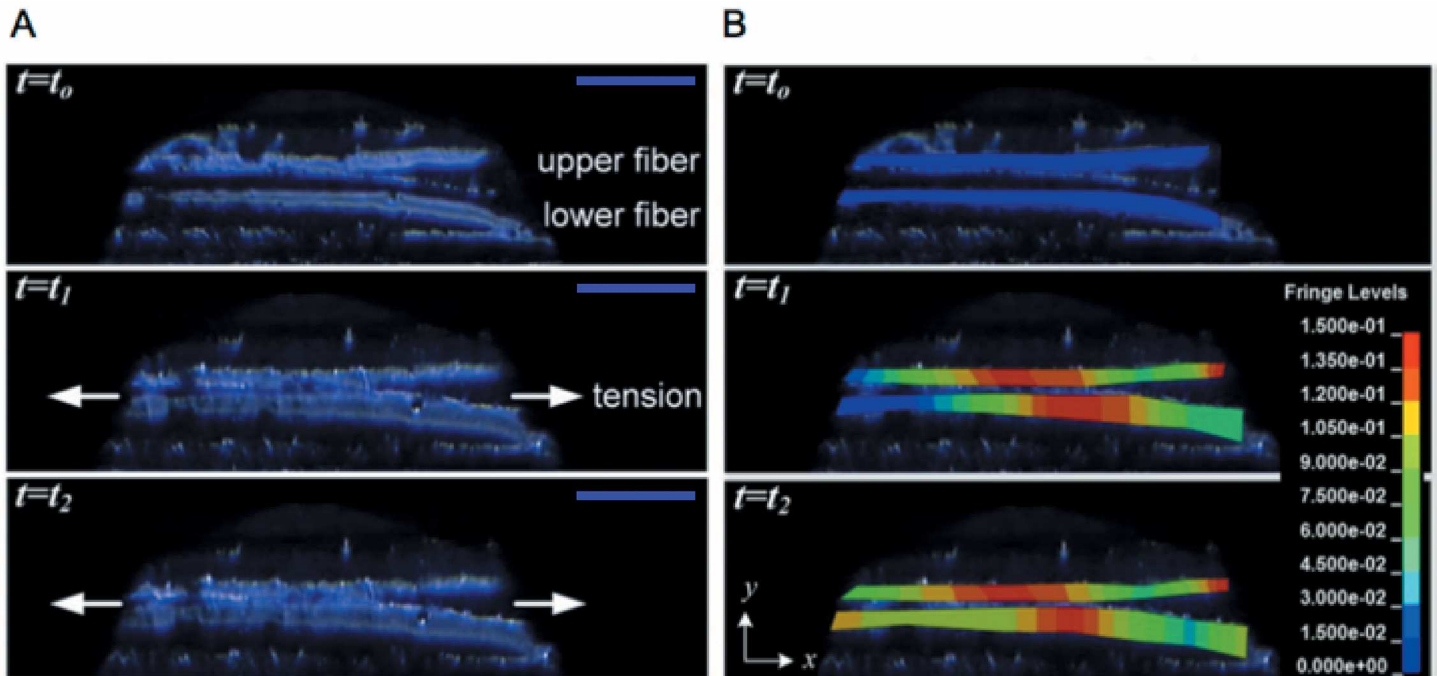 A
B
t=to
upper fiber
lower fiber
t=t1
tension
t=t2
t=to
t=t1
Fringe Levels
1.500e-01
1.350e-01
1.200e-01
1.050e-01
9.000e-02
7.500e-02
6.000e-02
4.500e-02
3.000e-02
1.500e-02
0.000e+00
t=t2
y
x